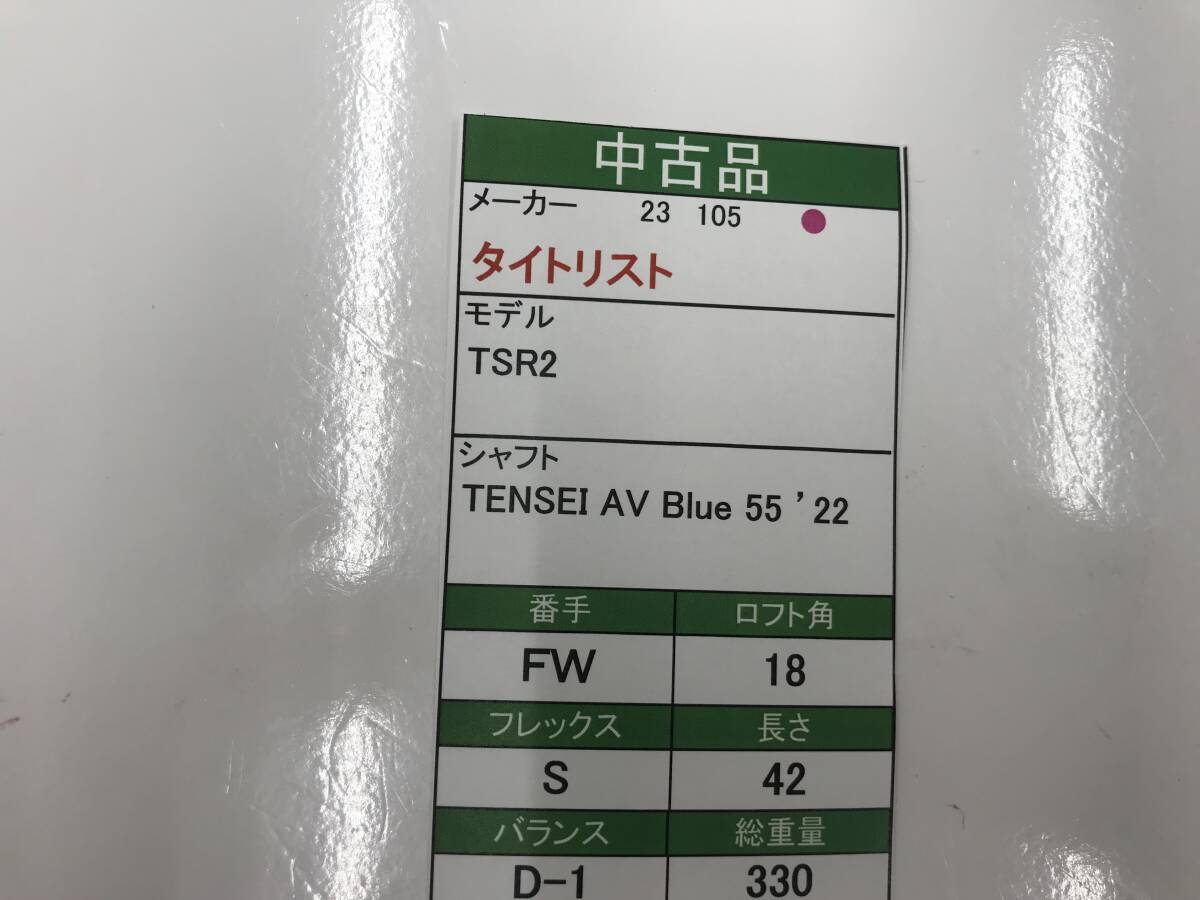 中古品
メーカー 23 105
タイトリスト
モデル
TSR2
シャフト
TENSEI AV Blue 55 ’22
番手 ロフト角
FW 18
フレックス 長さ
S 42
バランス 総重量
D-1 330